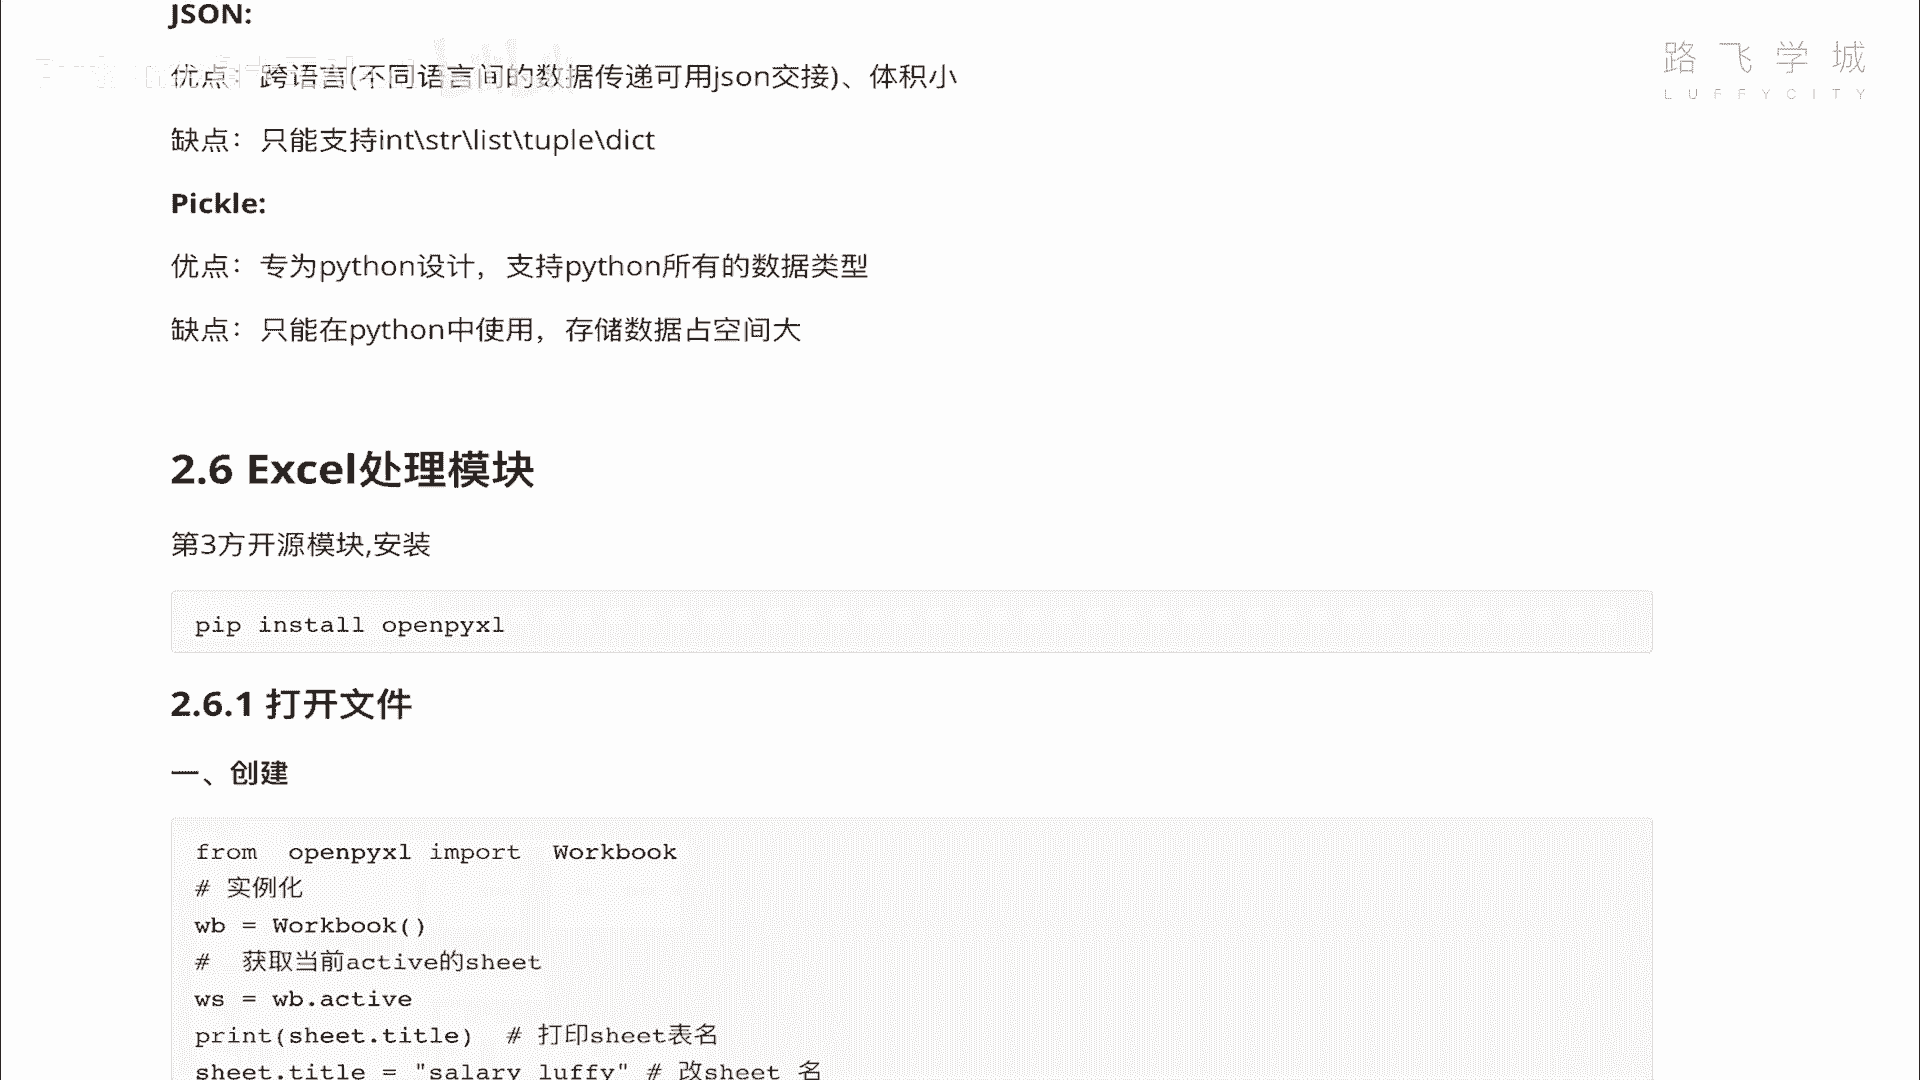 JSON:
路飞学城
优点：跨语言(不同语言间的数据传递可用json交接)、体积小
LUFFYCITY
缺点：只能支持int\str\list\tuple\dict
Pickle:
优点：专为python设计，支持python所有的数据类型
缺点：只能在python中使用，存储数据占空间大
2.6 Excel处理模块
第3方开源模块,安装
pip install openpyxl
2.6.1 打开文件
一、创建
from  openpyxl import  Workbook
# 实例化
wb = Workbook()
#  获取当前active的sheet
ws = wb.active
print(sheet.title)  # 打印sheet表名
sheet.title = "salary luffy" # 改sheet 名